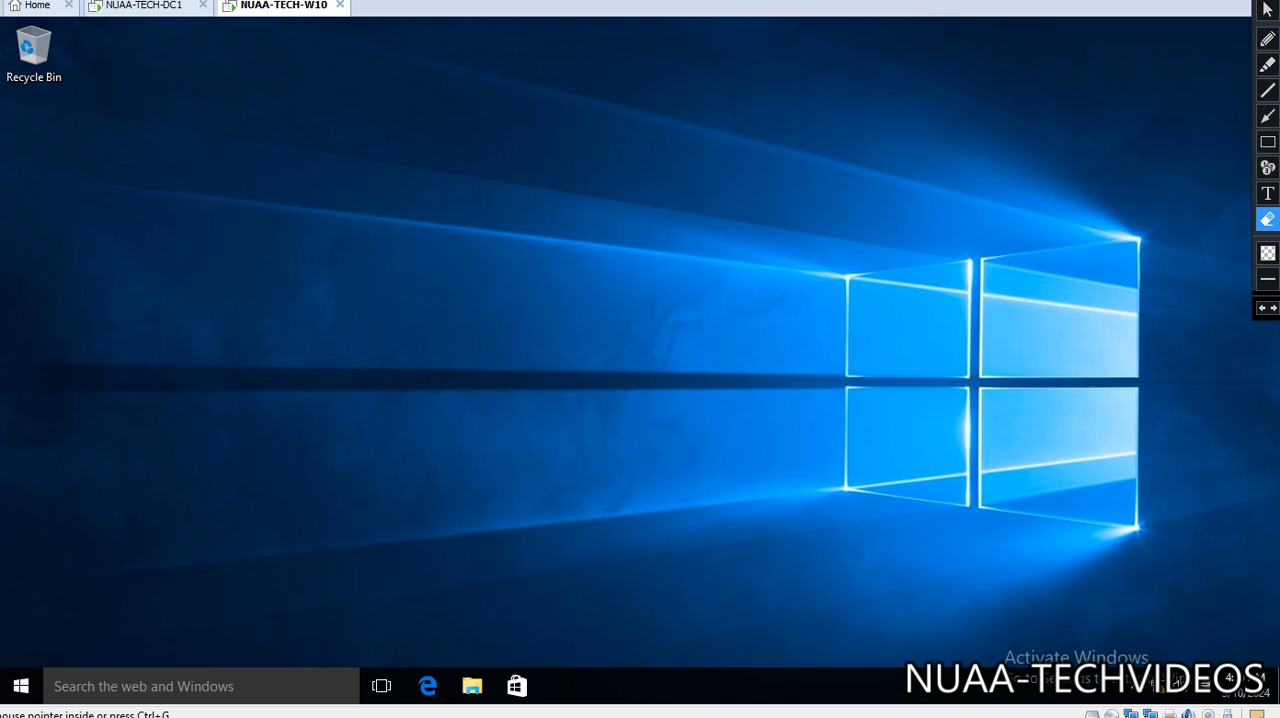 Home
NUAA-TECH-DC1
NUAA-TECH-W10
Recycle Bin
T
Activate Windows
NUAA-TECHVIDEOS
Search the web and Windows
ouse pointer inside or press Ctrl+G